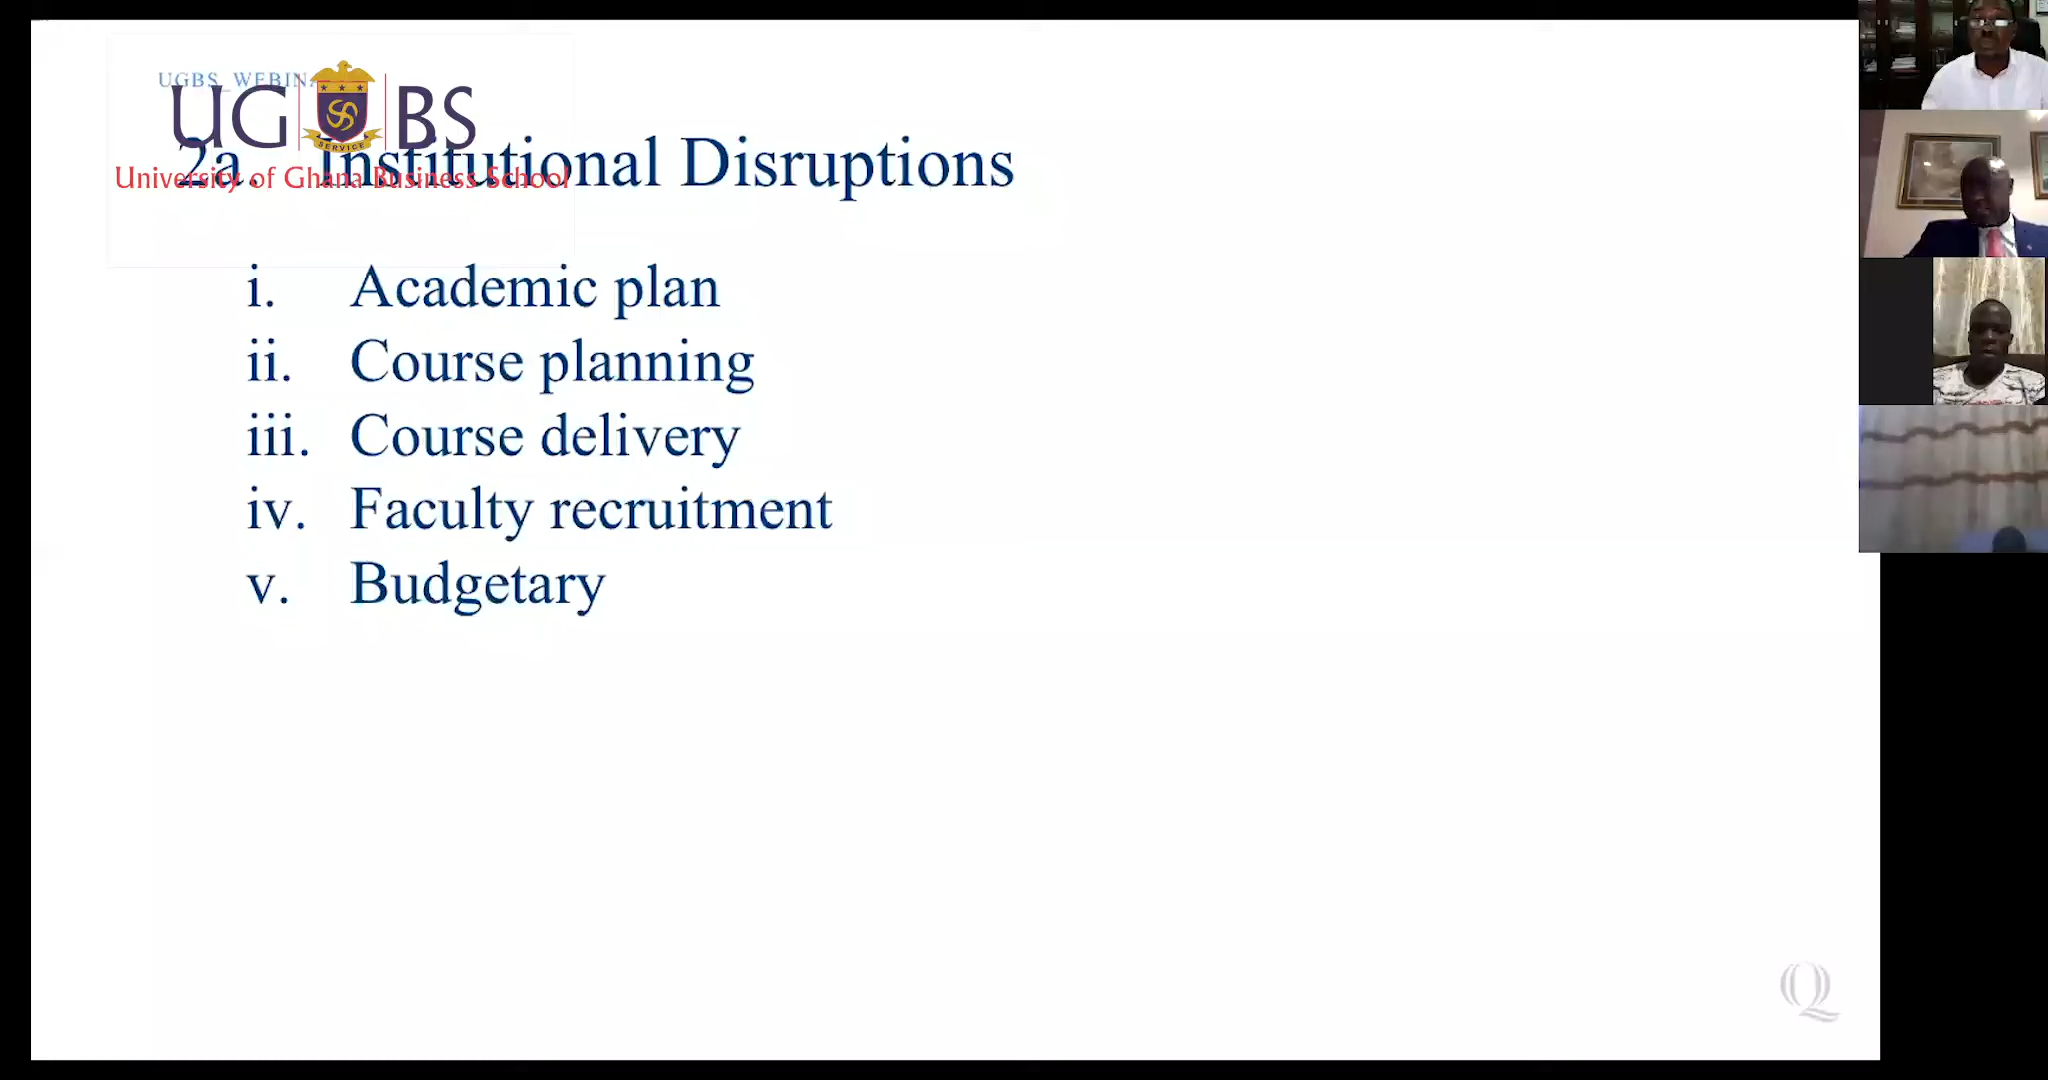 UGBS_WEBIN
UG BS
SERVICE
University of Ghana Business School
2a. Institutional Disruptions
i. Academic plan
ii. Course planning
iii. Course delivery
iv. Faculty recruitment
v. Budgetary
Q